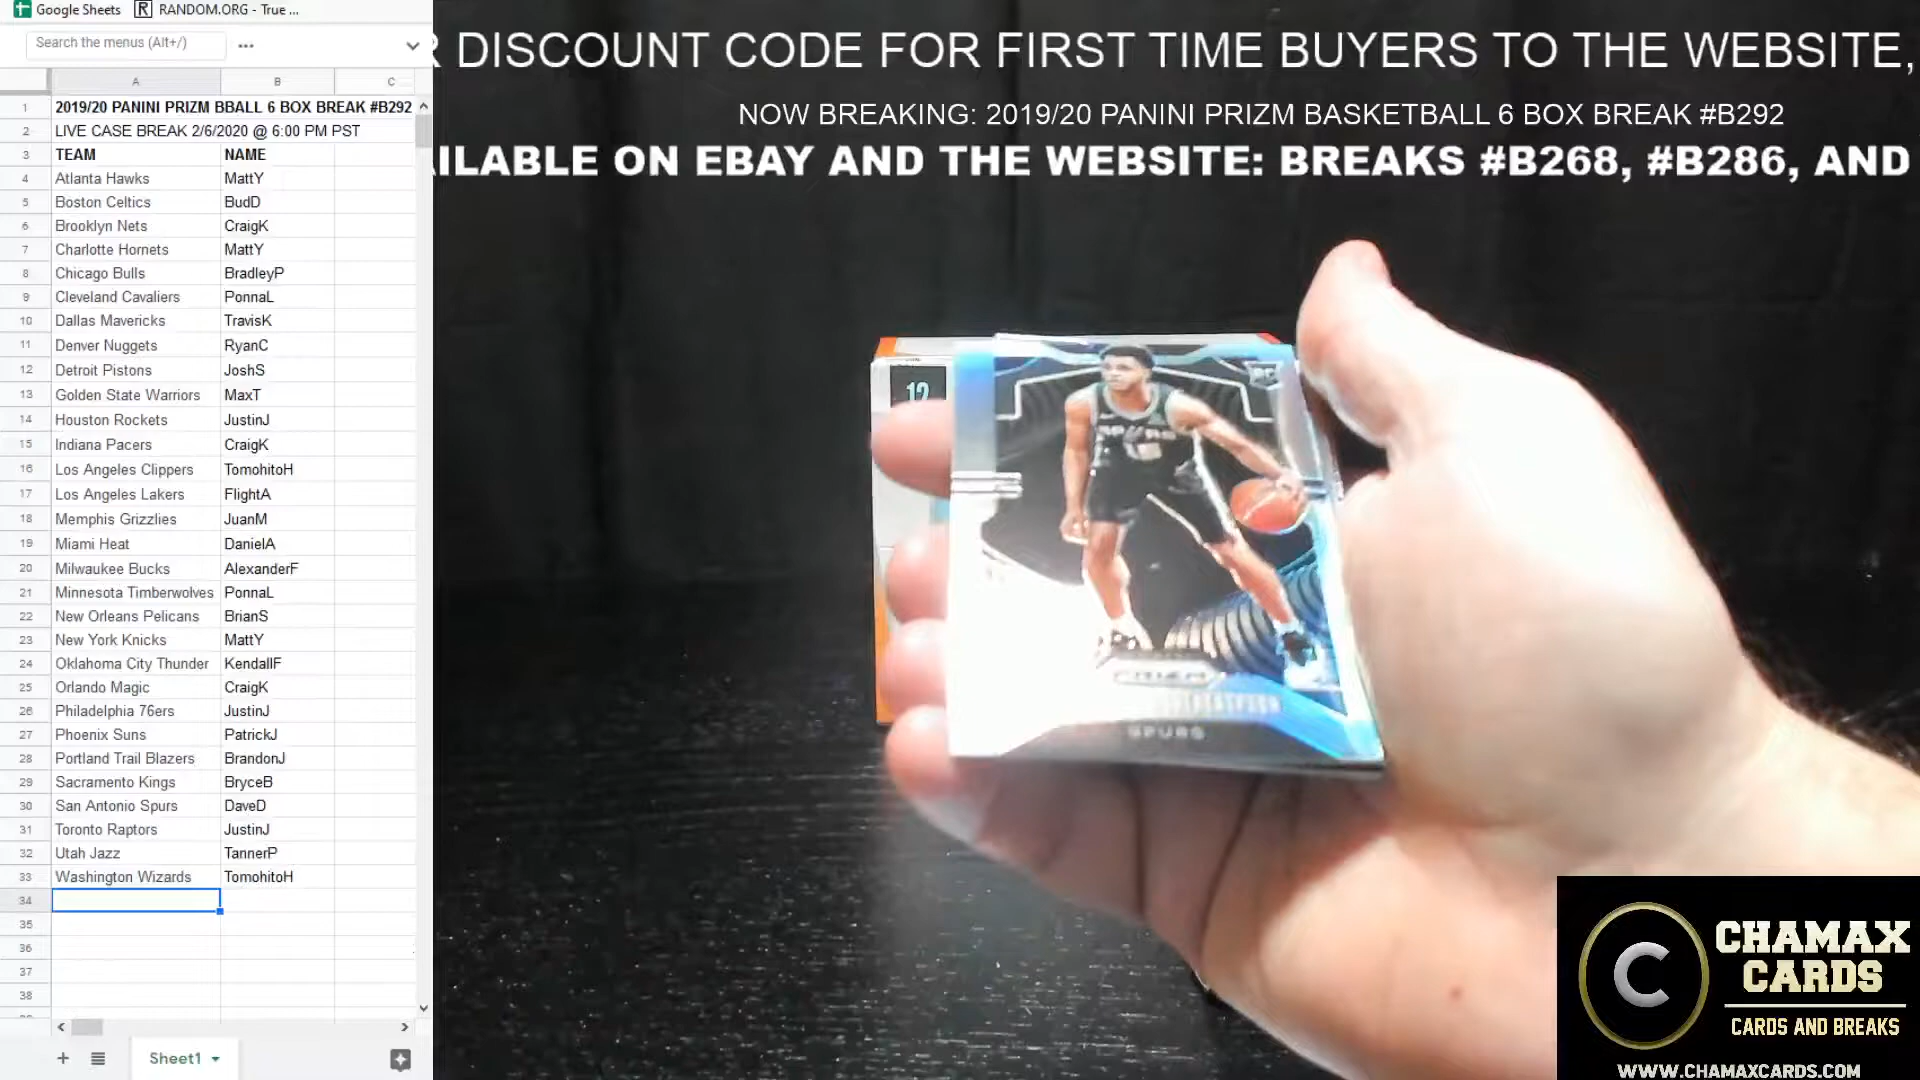 Google Sheets
RANDOM.ORG - True ...
Search the menus (Alt+/)
A B C
1 2019/20 PANINI PRIZM BBALL 6 BOX BREAK #B292
2 LIVE CASE BREAK 2/6/2020 @ 6:00 PM PST
3 TEAM NAME
4 Atlanta Hawks MattY
5 Boston Celtics BudD
6 Brooklyn Nets CraigK
7 Charlotte Hornets MattY
8 Chicago Bulls BradleyP
9 Cleveland Cavaliers PonnaL
10 Dallas Mavericks TravisK
11 Denver Nuggets RyanC
12 Detroit Pistons JoshS
13 Golden State Warriors MaxT
14 Houston Rockets JustinJ
15 Indiana Pacers CraigK
16 Los Angeles Clippers TomohitoH
17 Los Angeles Lakers FlightA
18 Memphis Grizzlies JuanM
19 Miami Heat DanielA
20 Milwaukee Bucks AlexanderF
21 Minnesota Timberwolves PonnaL
22 New Orleans Pelicans BrianS
23 New York Knicks MattY
24 Oklahoma City Thunder KendallF
25 Orlando Magic CraigK
26 Philadelphia 76ers JustinJ
27 Phoenix Suns PatrickJ
28 Portland Trail Blazers BrandonJ
29 Sacramento Kings BryceB
30 San Antonio Spurs DaveD
31 Toronto Raptors JustinJ
32 Utah Jazz TannerP
33 Washington Wizards TomohitoH
34
35
36
37
38
Sheet1
R DISCOUNT CODE FOR FIRST TIME BUYERS TO THE WEBSITE,
NOW BREAKING: 2019/20 PANINI PRIZM BASKETBALL 6 BOX BREAK #B292
ILABLE ON EBAY AND THE WEBSITE: BREAKS #B268, #B286, AND
12
RC
PRIZM
SPURS
C
CHAMAX
CARDS
CARDS AND BREAKS
WWW.CHAMAXCARDS.COM